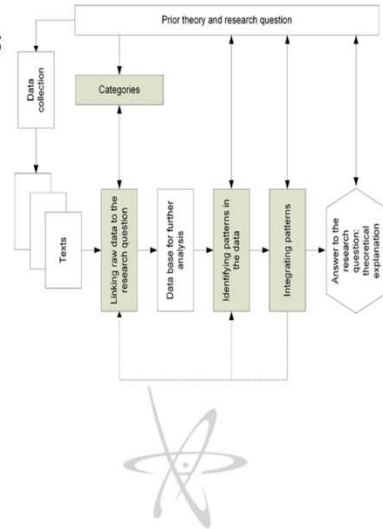 Prior theory and research question
Data
collection
Categories
Texts
Linking raw data to the
research question
Data base for further
analysis
Identifying patterns in
the data
Integrating patterns
Answer to the
research
question:
theoretical
explanation